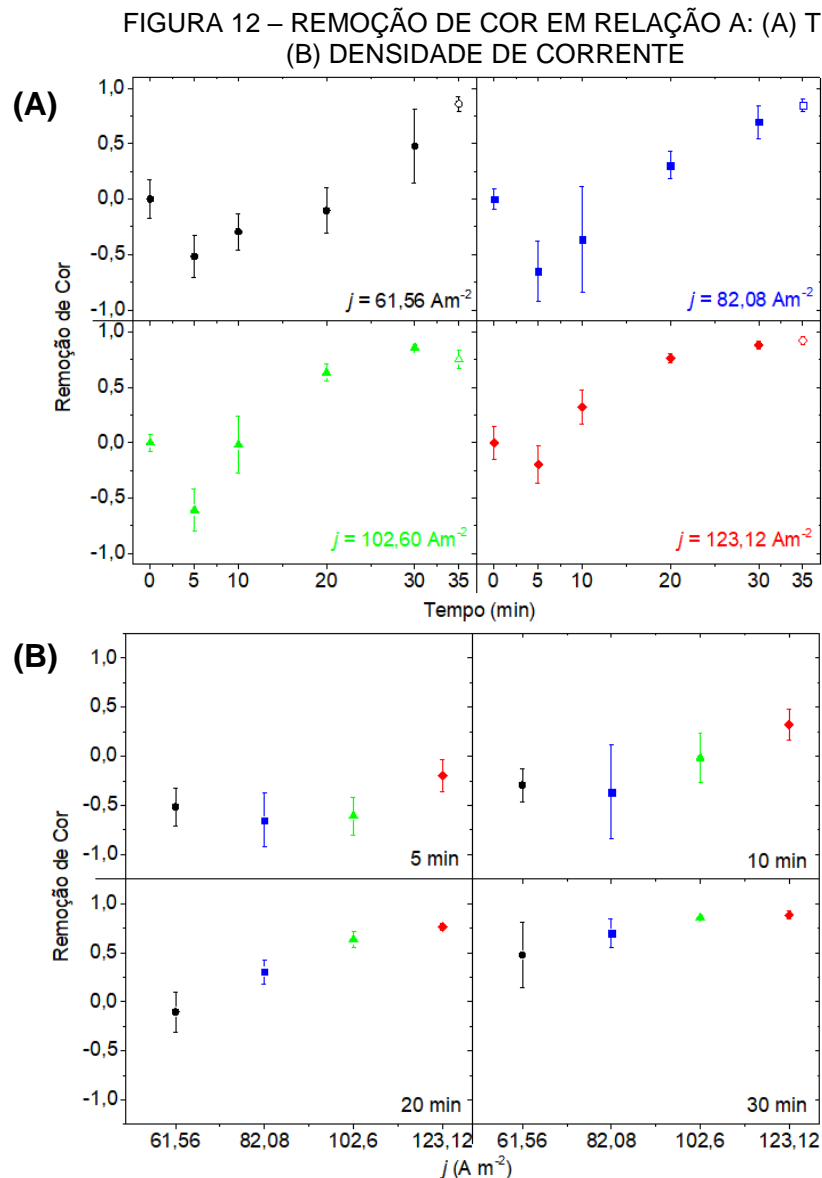 FIGURA 12 – REMOÇÃO DE COR EM RELAÇÃO A: (A) T
(B) DENSIDADE DE CORRENTE
(A)
1,0
0,5
0,0
-0,5
-1,0
j = 61,56 Am-2
j = 82,08 Am-2
Remoção de Cor
1,0
0,5
0,0
-0,5
-1,0
j = 102,60 Am-2
j = 123,12 Am-2
0 5 10 20 30 35 0 5 10 20 30 35
Tempo (min)
(B)
1,0
0,5
0,0
-0,5
-1,0
5 min
10 min
Remoção de Cor
1,0
0,5
0,0
-0,5
-1,0
20 min
30 min
61,56 82,08 102,6 123,12 61,56 82,08 102,6 123,12
j (A m-2)